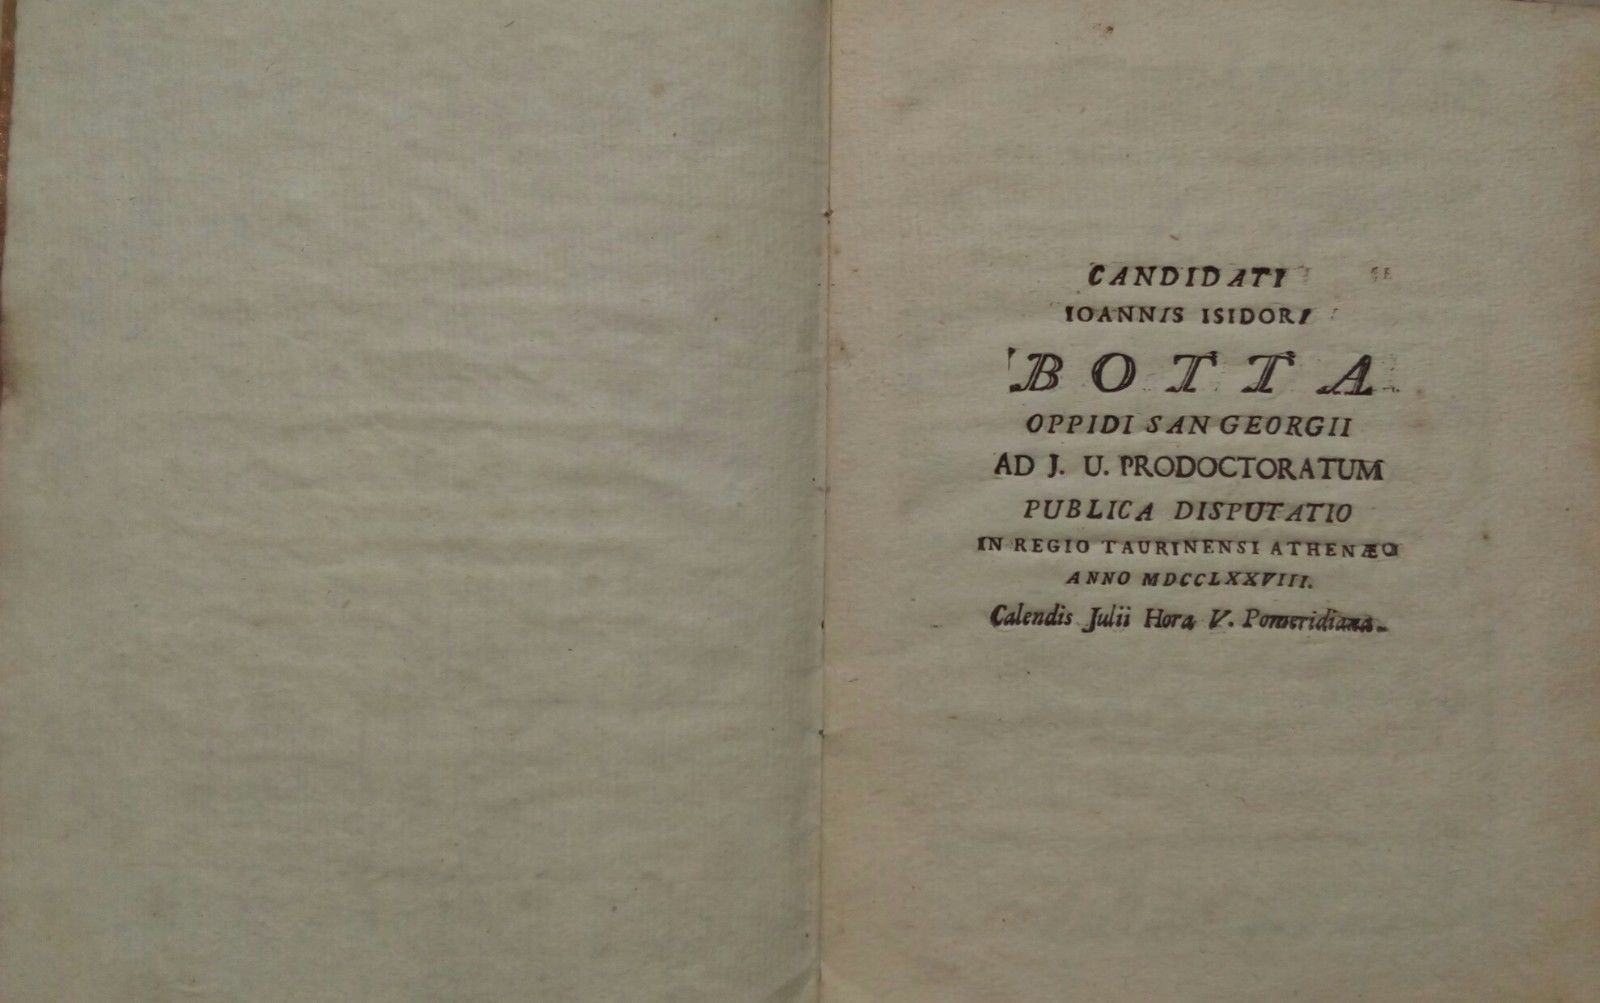 CANDIDATI
IOANNIS ISIDORI
BOTTA
OPPIDI SAN GEORGII
AD J. U. PRODOCTORATUM
PUBLICA DISPUTATIO
IN REGIO TAURINENSI ATHENÆO
ANNO MDCCLXXVIII.
Calendis Julii Hora V. Pomeridiana.